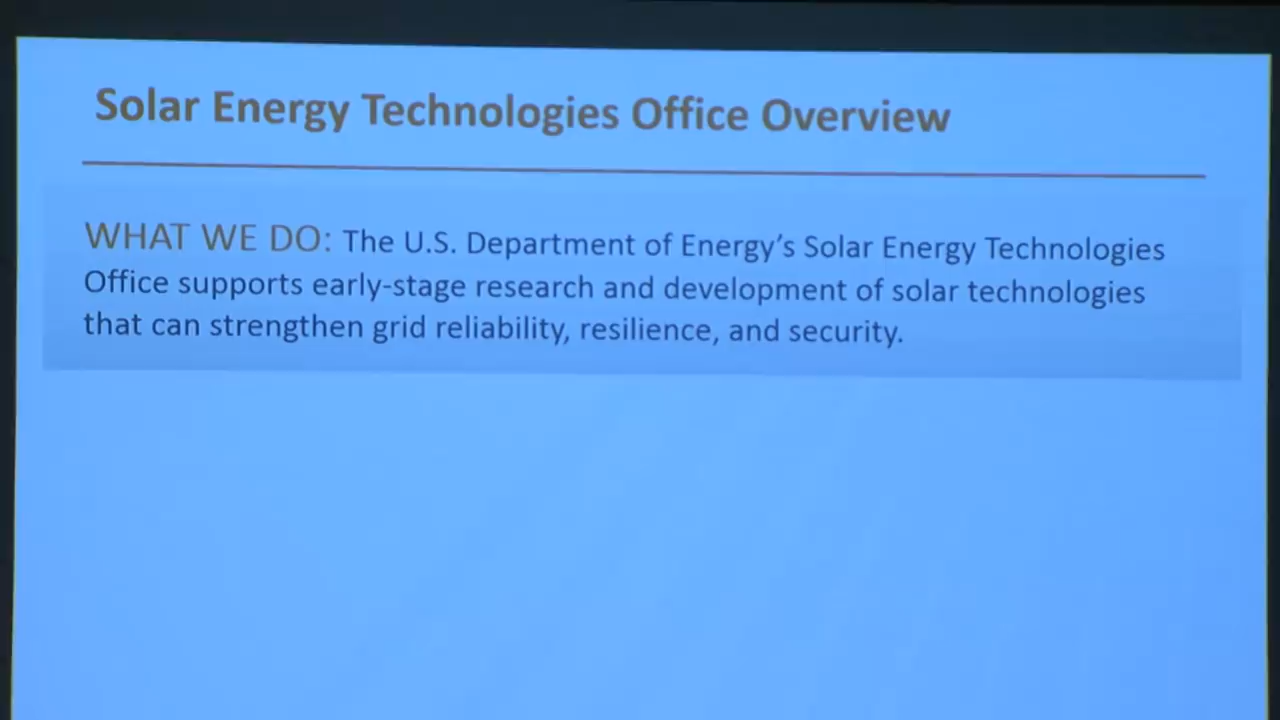 Solar Energy Technologies Office Overview
WHAT WE DO: The U.S. Department of Energy's Solar Energy Technologies
Office supports early-stage research and development of solar technologies
that can strengthen grid reliability, resilience, and security.